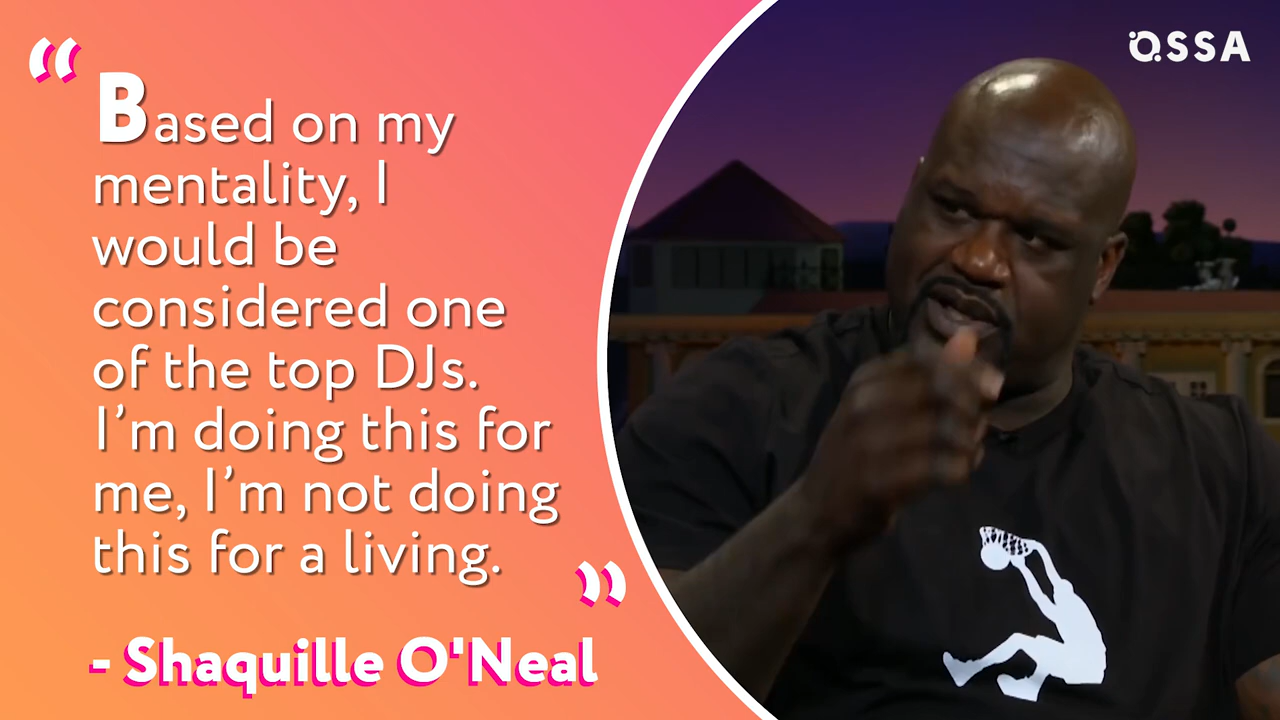 “
Based on my
mentality, I
would be
considered one
of the top DJs.
I’m doing this for
me, I’m not doing
this for a living.
”
- Shaquille O'Neal
OSSA